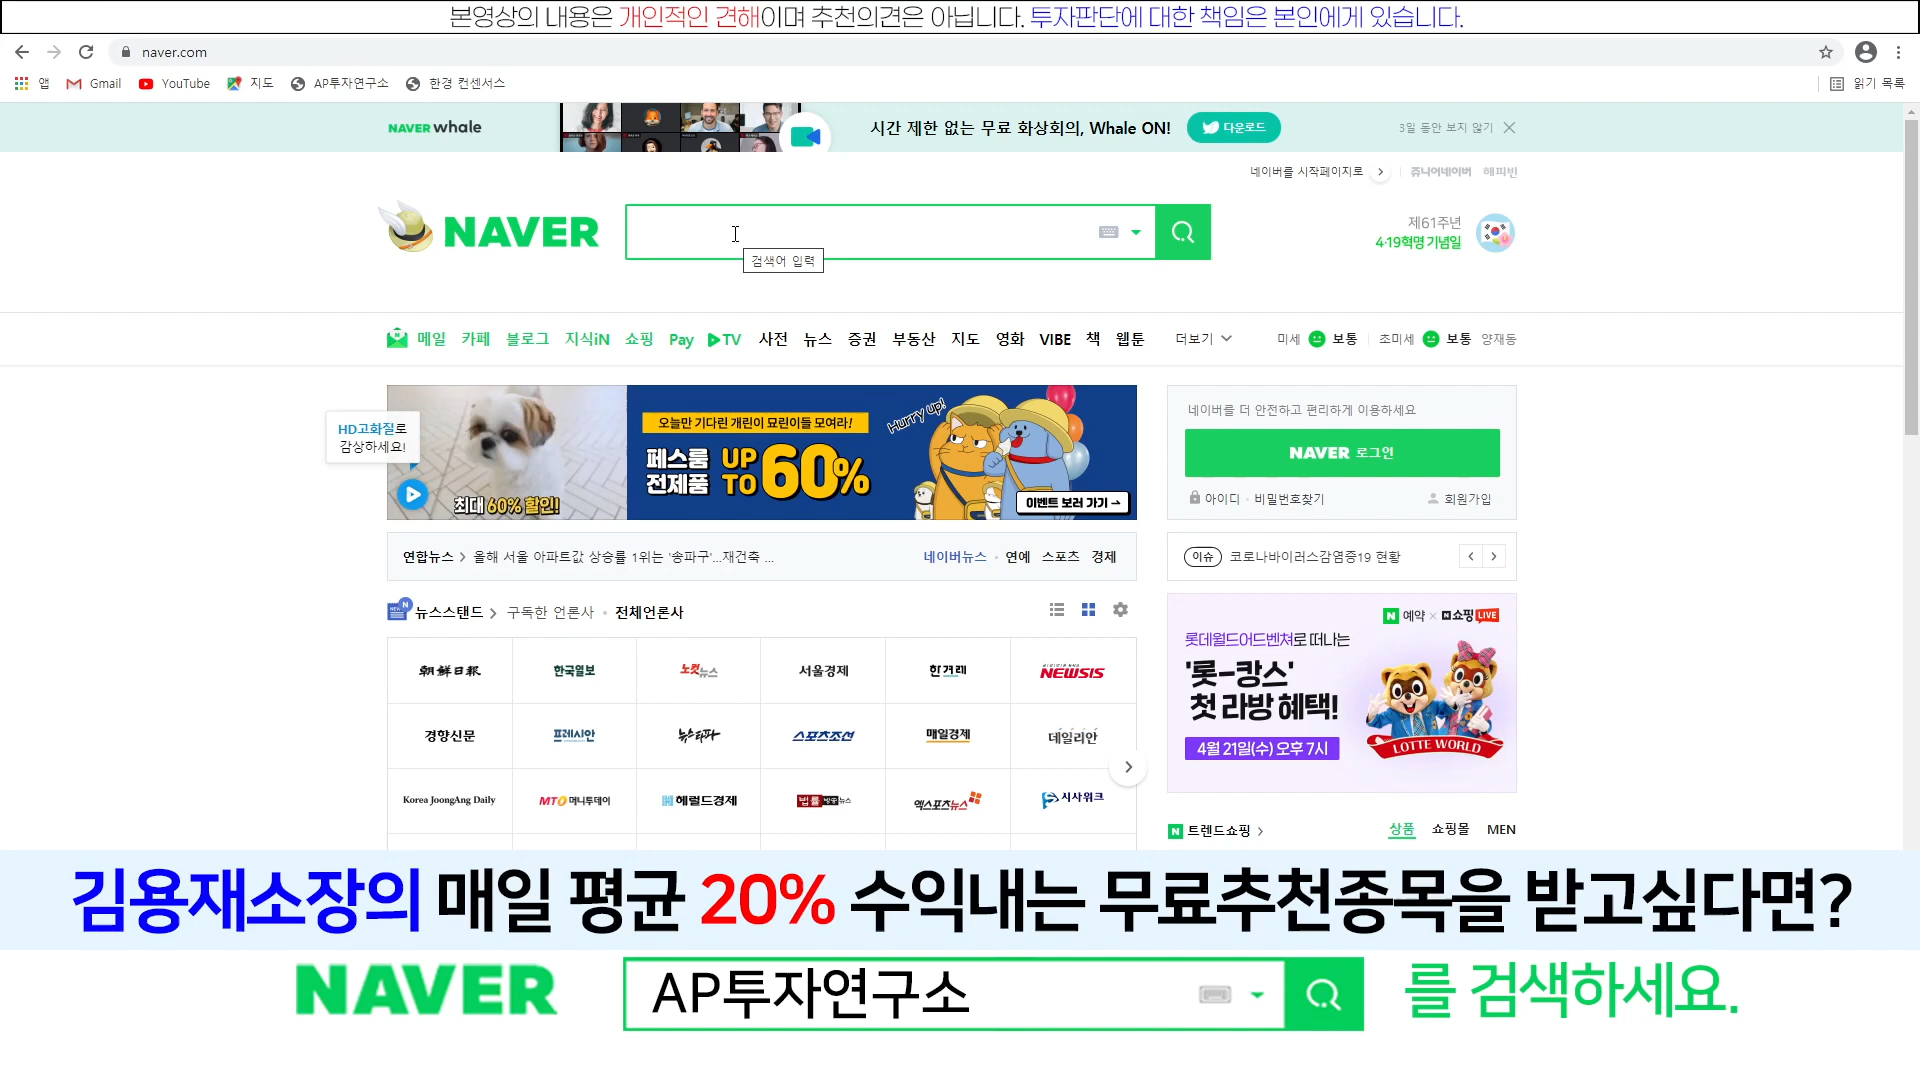 본영상의 내용은 개인적인 견해이며 추천의견은 아닙니다. 투자판단에 대한 책임은 본인에게 있습니다.
naver.com
앱 Gmail YouTube 지도 AP투자연구소 한경 컨센서스 읽기 목록
NAVER whale 시간 제한 없는 무료 화상회의, Whale ON! 다운로드 3일 동안 보지 않기
네이버를 시작페이지로 쥬니어네이버 해피빈
NAVER
제61주년
4·19혁명 기념일
검색어 입력
메일 카페 블로그 지식iN 쇼핑 Pay TV 사전 뉴스 증권 부동산 지도 영화 VIBE 책 웹툰 더보기 미세 보통 초미세 보통 양재동
HD고화질로
감상하세요!
최대 60% 할인!
오늘만 기다린 개린이 묘린이들 모여라!
페스룸
전제품
UP TO 60%
Hurry up!
이벤트 보러 가기
네이버를 더 안전하고 편리하게 이용하세요
NAVER 로그인
아이디 · 비밀번호찾기 회원가입
연합뉴스 > 올해 서울 아파트값 상승률 1위는 '송파구'...재건축 ... 네이버뉴스 · 연예 스포츠 경제
이슈 코로나바이러스감염증19 현황
NEW N 뉴스스탠드 > 구독한 언론사 · 전체언론사
朝鮮日報 한국일보 노컷뉴스 서울경제 한겨레 NEWSIS
경향신문 프레시안 뉴스타파 스포츠조선 매일경제 데일리안
Korea JoongAng Daily MTO 머니투데이 헤럴드경제 법률방송뉴스 엑스포츠뉴스 시사위크
N 예약 × N쇼핑 LIVE
롯데월드어드벤쳐로 떠나는
'롯-캉스'
첫 라방 혜택!
4월 21일(수) 오후 7시
LOTTE WORLD
N 트렌드쇼핑 > 상품 쇼핑몰 MEN
김용재소장의 매일 평균 20% 수익내는 무료추천종목을 받고싶다면?
NAVER AP투자연구소 를 검색하세요.